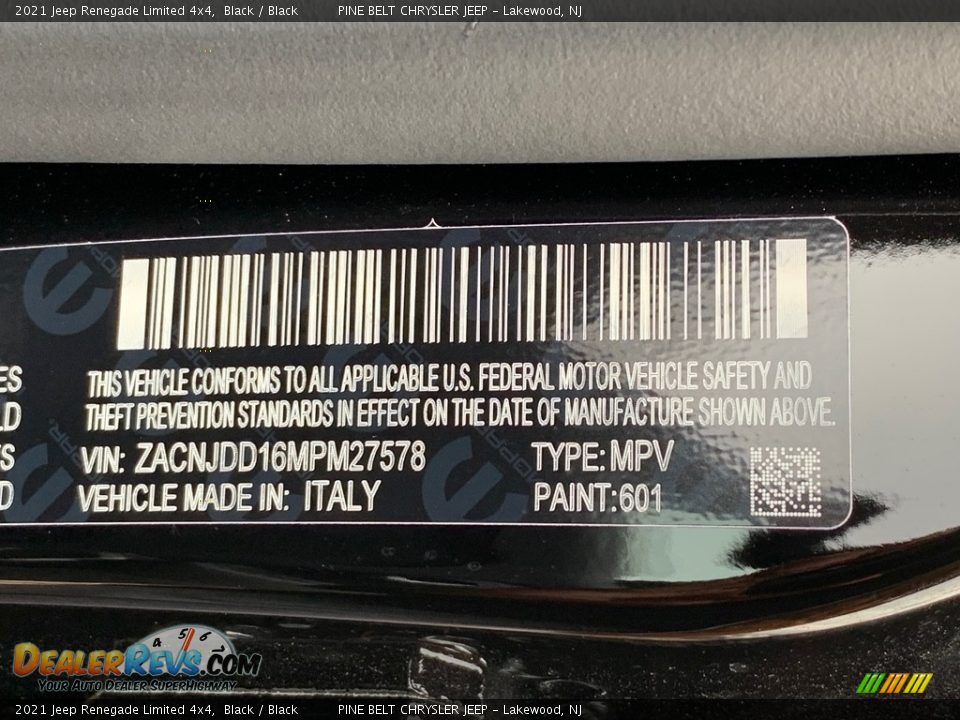 2021 Jeep Renegade Limited 4x4, Black / Black PINE BELT CHRYSLER JEEP - Lakewood, NJ
THIS VEHICLE CONFORMS TO ALL APPLICABLE U.S. FEDERAL MOTOR VEHICLE SAFETY AND
THEFT PREVENTION STANDARDS IN EFFECT ON THE DATE OF MANUFACTURE SHOWN ABOVE.
VIN: ZACNJDD16MPM27578 TYPE: MPV
VEHICLE MADE IN: ITALY PAINT: 601
4 5 6
DEALERREVS.COM
YOUR AUTO DEALER SUPERHIGHWAY
2021 Jeep Renegade Limited 4x4, Black / Black PINE BELT CHRYSLER JEEP - Lakewood, NJ